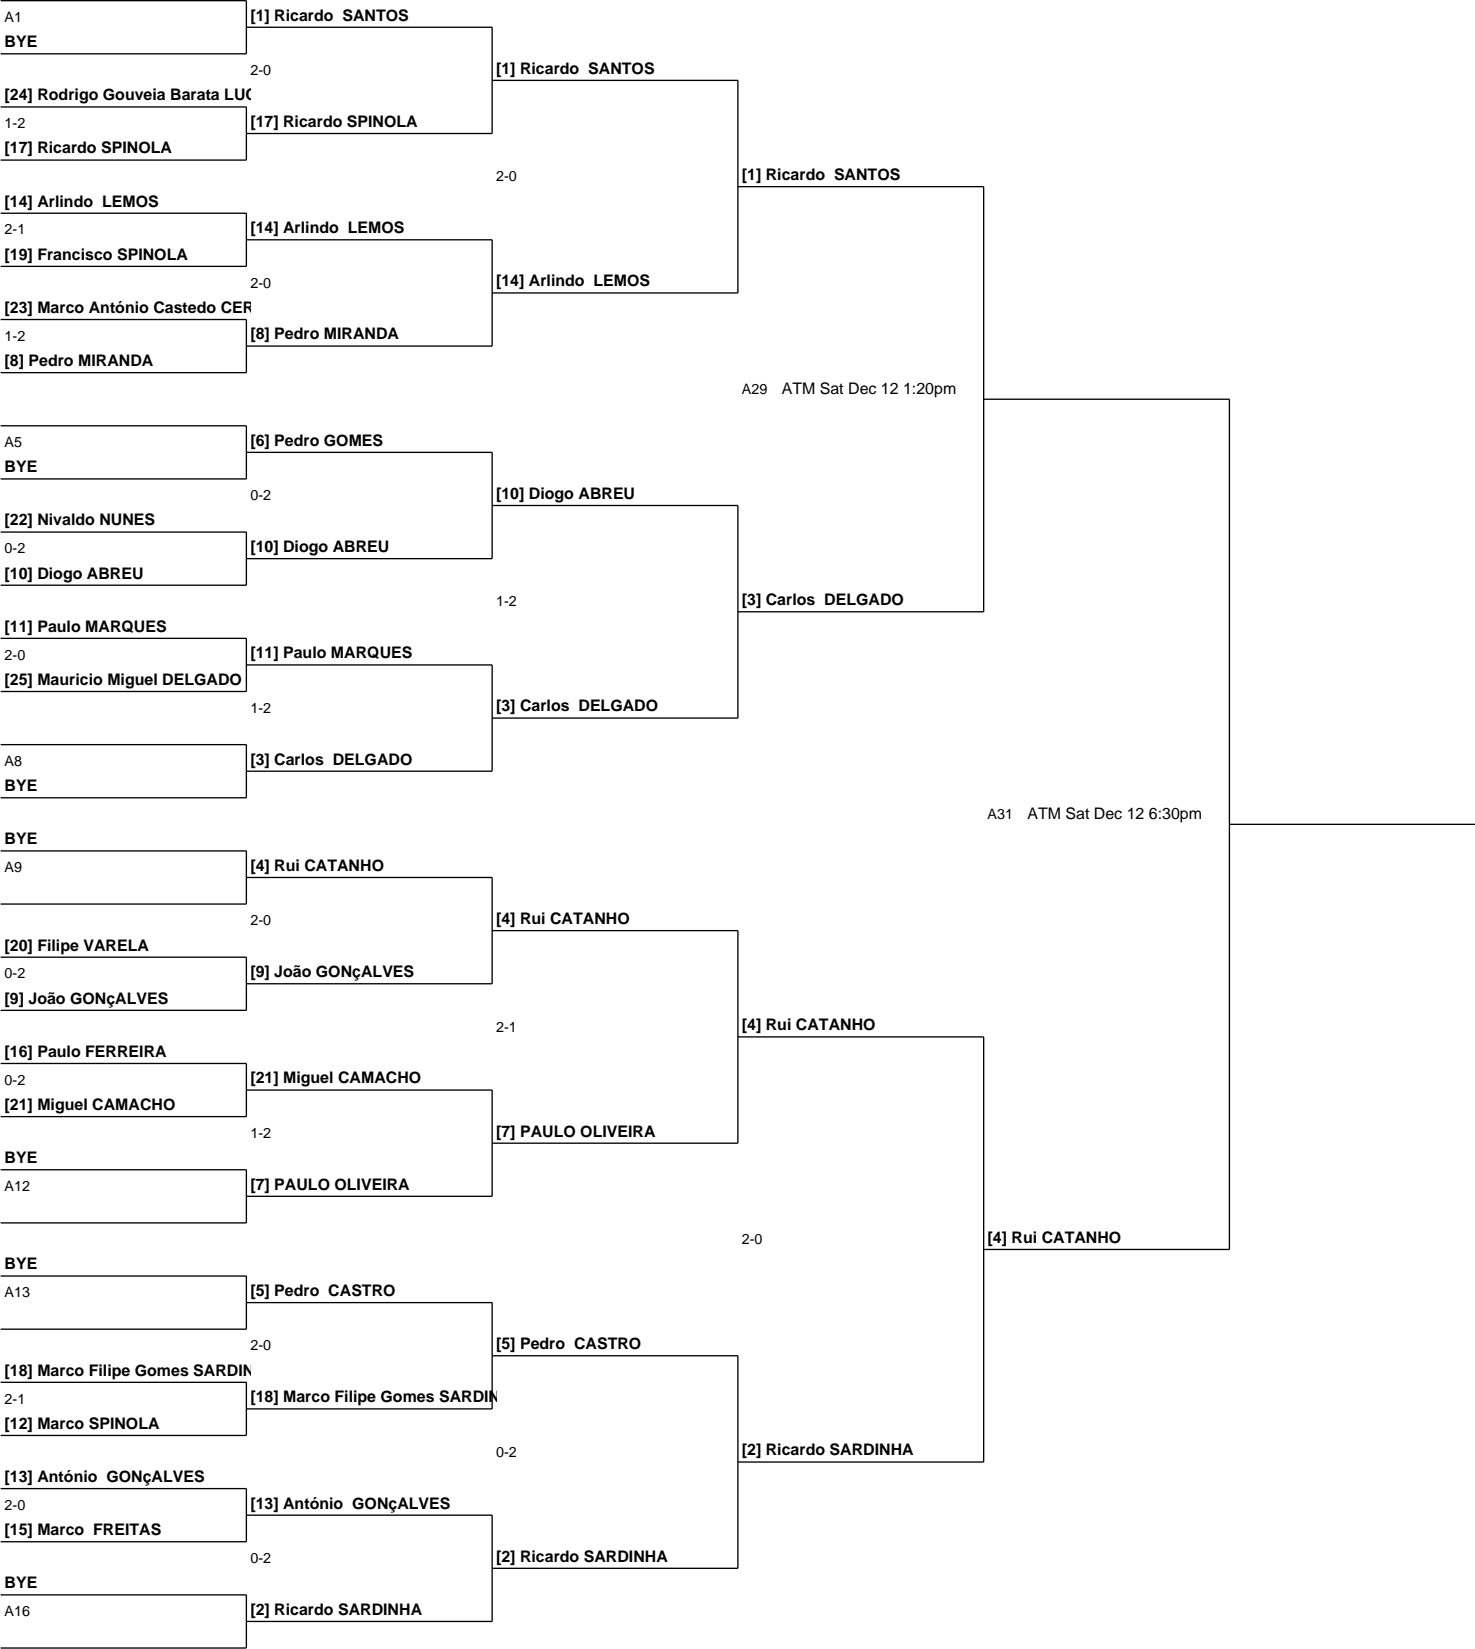 A1
BYE
[1] Ricardo  SANTOS
2-0
[24] Rodrigo Gouveia Barata
1-2
[17] Ricardo SPINOLA
[17] Ricardo SPINOLA
[1] Ricardo  SANTOS
2-0
[14] Arlindo  LEMOS
2-1
[19] Francisco SPINOLA
[14] Arlindo  LEMOS
2-0
[23] Marco António Castedo
1-2
[8] Pedro MIRANDA
[8] Pedro MIRANDA
[14] Arlindo  LEMOS
[1] Ricardo  SANTOS
A29 ATM Sat Dec 12 1:20pm
A5
BYE
[6] Pedro GOMES
0-2
[22] Nivaldo NUNES
0-2
[10] Diogo ABREU
[10] Diogo ABREU
[10] Diogo ABREU
1-2
[11] Paulo MARQUES
2-0
[25] Mauricio Miguel DELGADO
[11] Paulo MARQUES
1-2
A8
BYE
[3] Carlos  DELGADO
[3] Carlos  DELGADO
[3] Carlos  DELGADO
A31 ATM Sat Dec 12 6:30pm
BYE
A9
[4] Rui CATANHO
2-0
[20] Filipe VARELA
0-2
[9] João GONçALVES
[9] João GONçALVES
[4] Rui CATANHO
2-1
[16] Paulo FERREIRA
0-2
[21] Miguel CAMACHO
[21] Miguel CAMACHO
1-2
BYE
A12
[7] PAULO OLIVEIRA
[7] PAULO OLIVEIRA
[4] Rui CATANHO
2-0
BYE
A13
[5] Pedro  CASTRO
2-0
[18] Marco Filipe Gomes
2-1
[12] Marco SPINOLA
[18] Marco Filipe Gomes
[5] Pedro  CASTRO
0-2
[13] António  GONçALVES
2-0
[15] Marco  FREITAS
[13] António  GONçALVES
0-2
BYE
A16
[2] Ricardo SARDINHA
[2] Ricardo SARDINHA
[2] Ricardo SARDINHA
[4] Rui CATANHO